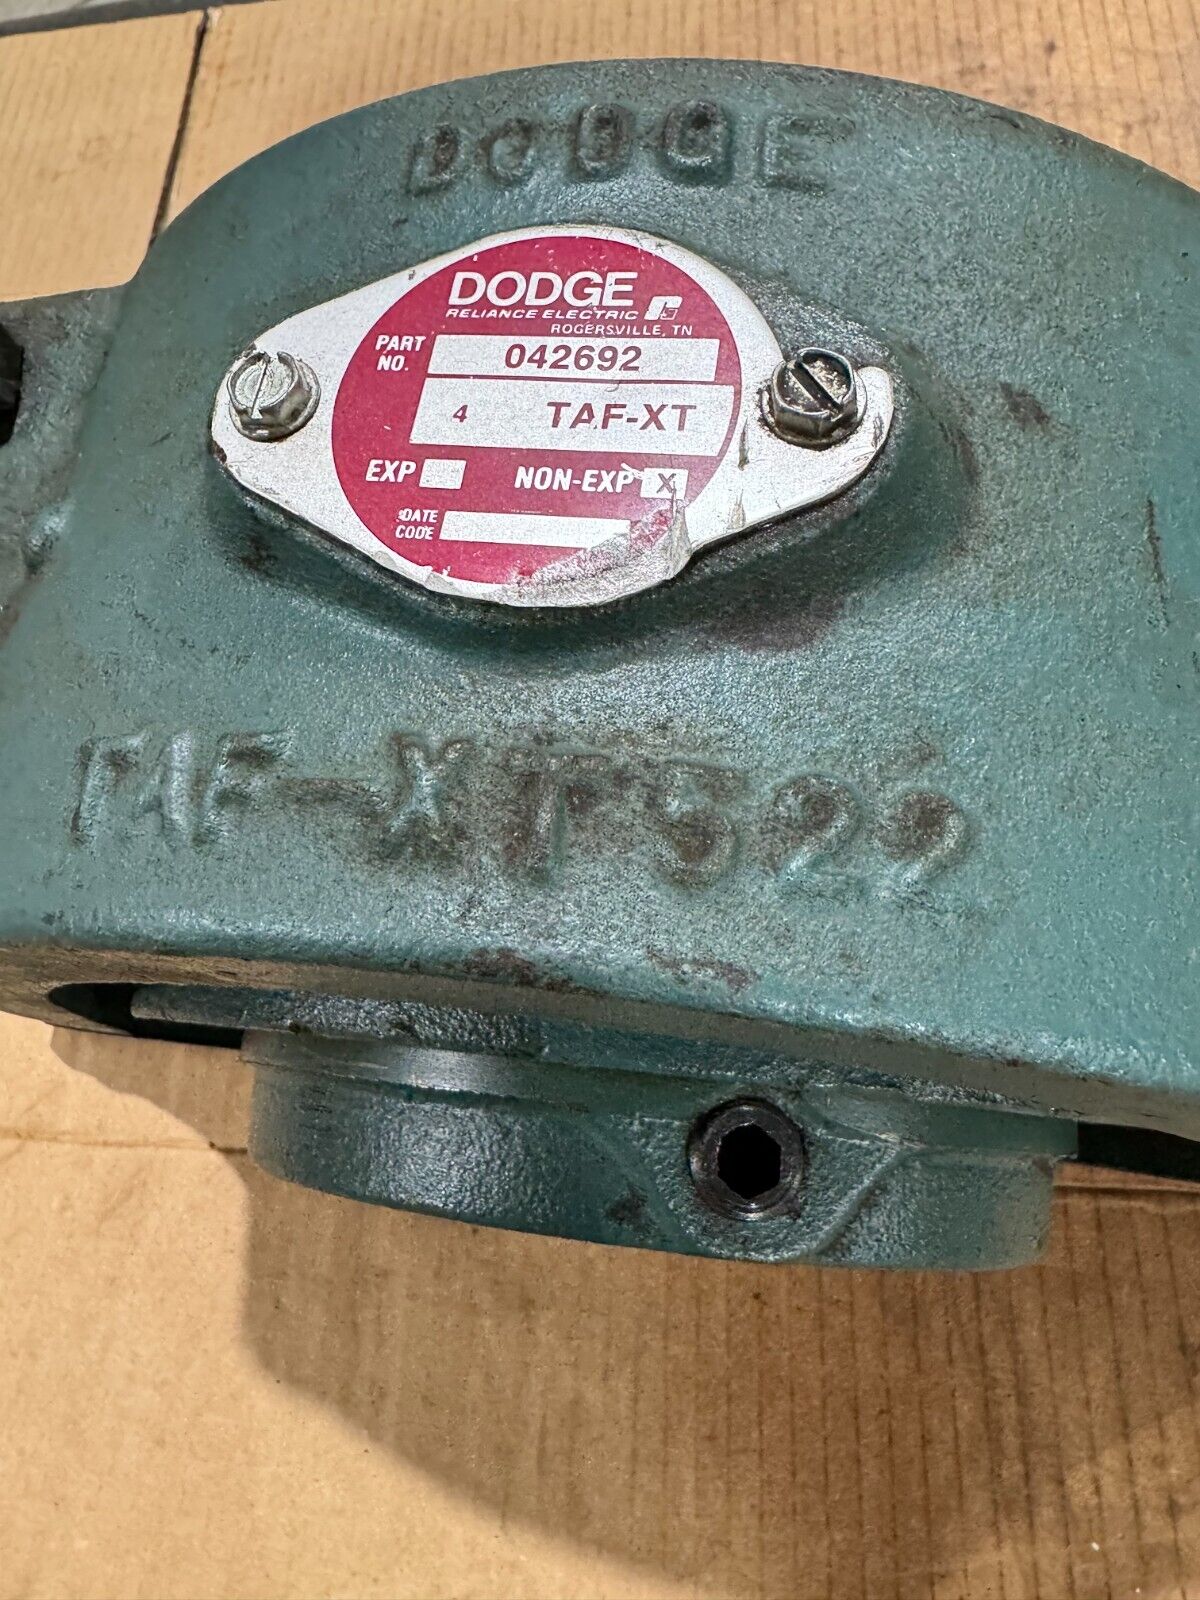 DODGE
DODGE
RELIANCE ELECTRIC
ROGERSVILLE, TN
PART NO. 042692
4 TAF-XT
EXP NON-EXP X
DATE CODE
TAF-XT522